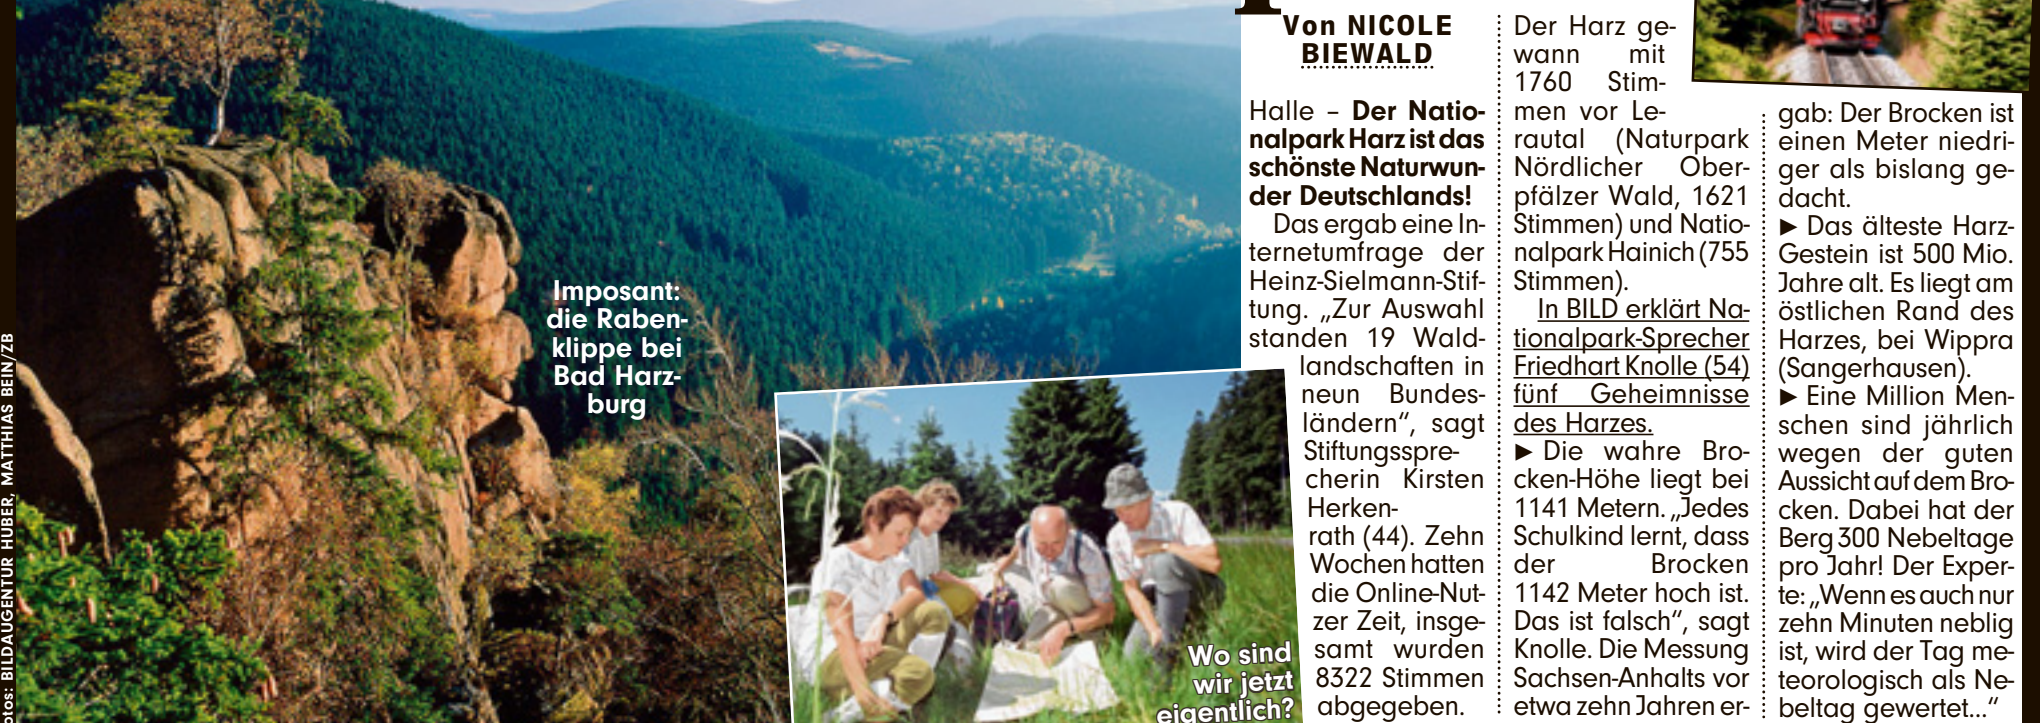 Von NICOLE
BIEWALD
Halle – Der Natio-
nalpark Harz ist das
schönste Naturwun-
der Deutschlands!
Das ergab eine In-
ternetumfrage der
Heinz-Sielmann-Stif-
tung. „Zur Auswahl
standen 19 Wald-
landschaften in
neun Bundes-
ländern“, sagt
Stiftungsspre-
cherin Kirsten
Herken-
rath (44). Zehn
Wochen hatten
die Online-Nut-
zer Zeit, insge-
samt wurden
8322 Stimmen
abgegeben.
Der Harz ge-
wann mit
1760 Stim-
men vor Le-
rautal (Naturpark
Nördlicher Ober-
pfälzer Wald, 1621
Stimmen) und Natio-
nalpark Hainich (755
Stimmen).
In BILD erklärt Na-
tionalpark-Sprecher
Friedhart Knolle (54)
fünf Geheimnisse
des Harzes.
▶ Die wahre Bro-
cken-Höhe liegt bei
1141 Metern. „Jedes
Schulkind lernt, dass
der Brocken
1142 Meter hoch ist.
Das ist falsch“, sagt
Knolle. Die Messung
Sachsen-Anhalts vor
etwa zehn Jahren er-
gab: Der Brocken ist
einen Meter niedri-
ger als bislang ge-
dacht.
▶ Das älteste Harz-
Gestein ist 500 Mio.
Jahre alt. Es liegt am
östlichen Rand des
Harzes, bei Wippra
(Sangerhausen).
▶ Eine Million Men-
schen sind jährlich
wegen der guten
Aussicht auf dem Bro-
cken. Dabei hat der
Berg 300 Nebeltage
pro Jahr! Der Exper-
te: „Wenn es auch nur
zehn Minuten neblig
ist, wird der Tag me-
teorologisch als Ne-
beltag gewertet...“
Imposant:
die Raben-
klippe bei
Bad Harz-
burg
Wo sind
wir jetzt
eigentlich?
otos: BILDAUGENTUR HUBER, MATTHIAS BEIN/ZB